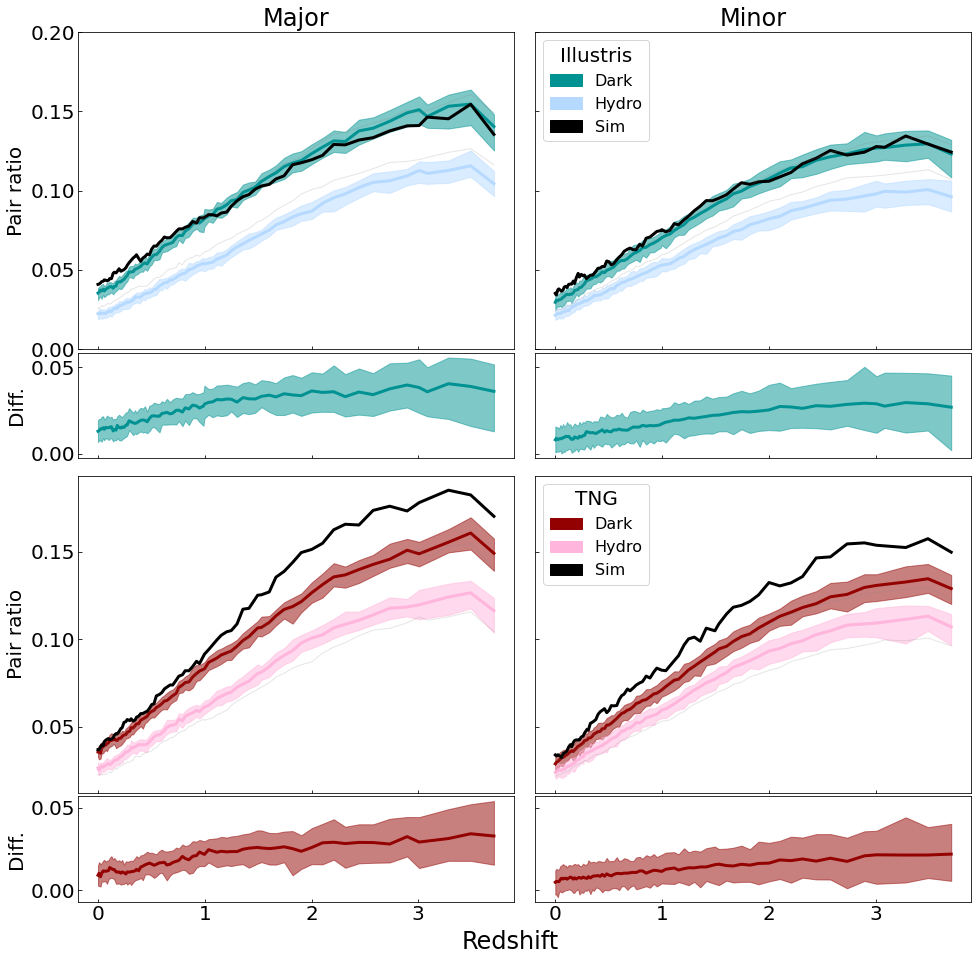 Major
Minor
0.20
0.15
0.10
0.05
0.00
Pair ratio
Illustris
Dark
Hydro
Sim
0.05
0.00
Diff.
0.15
0.10
0.05
Pair ratio
TNG
Dark
Hydro
Sim
0.05
0.00
Diff.
0 1 2 3
0 1 2 3
Redshift